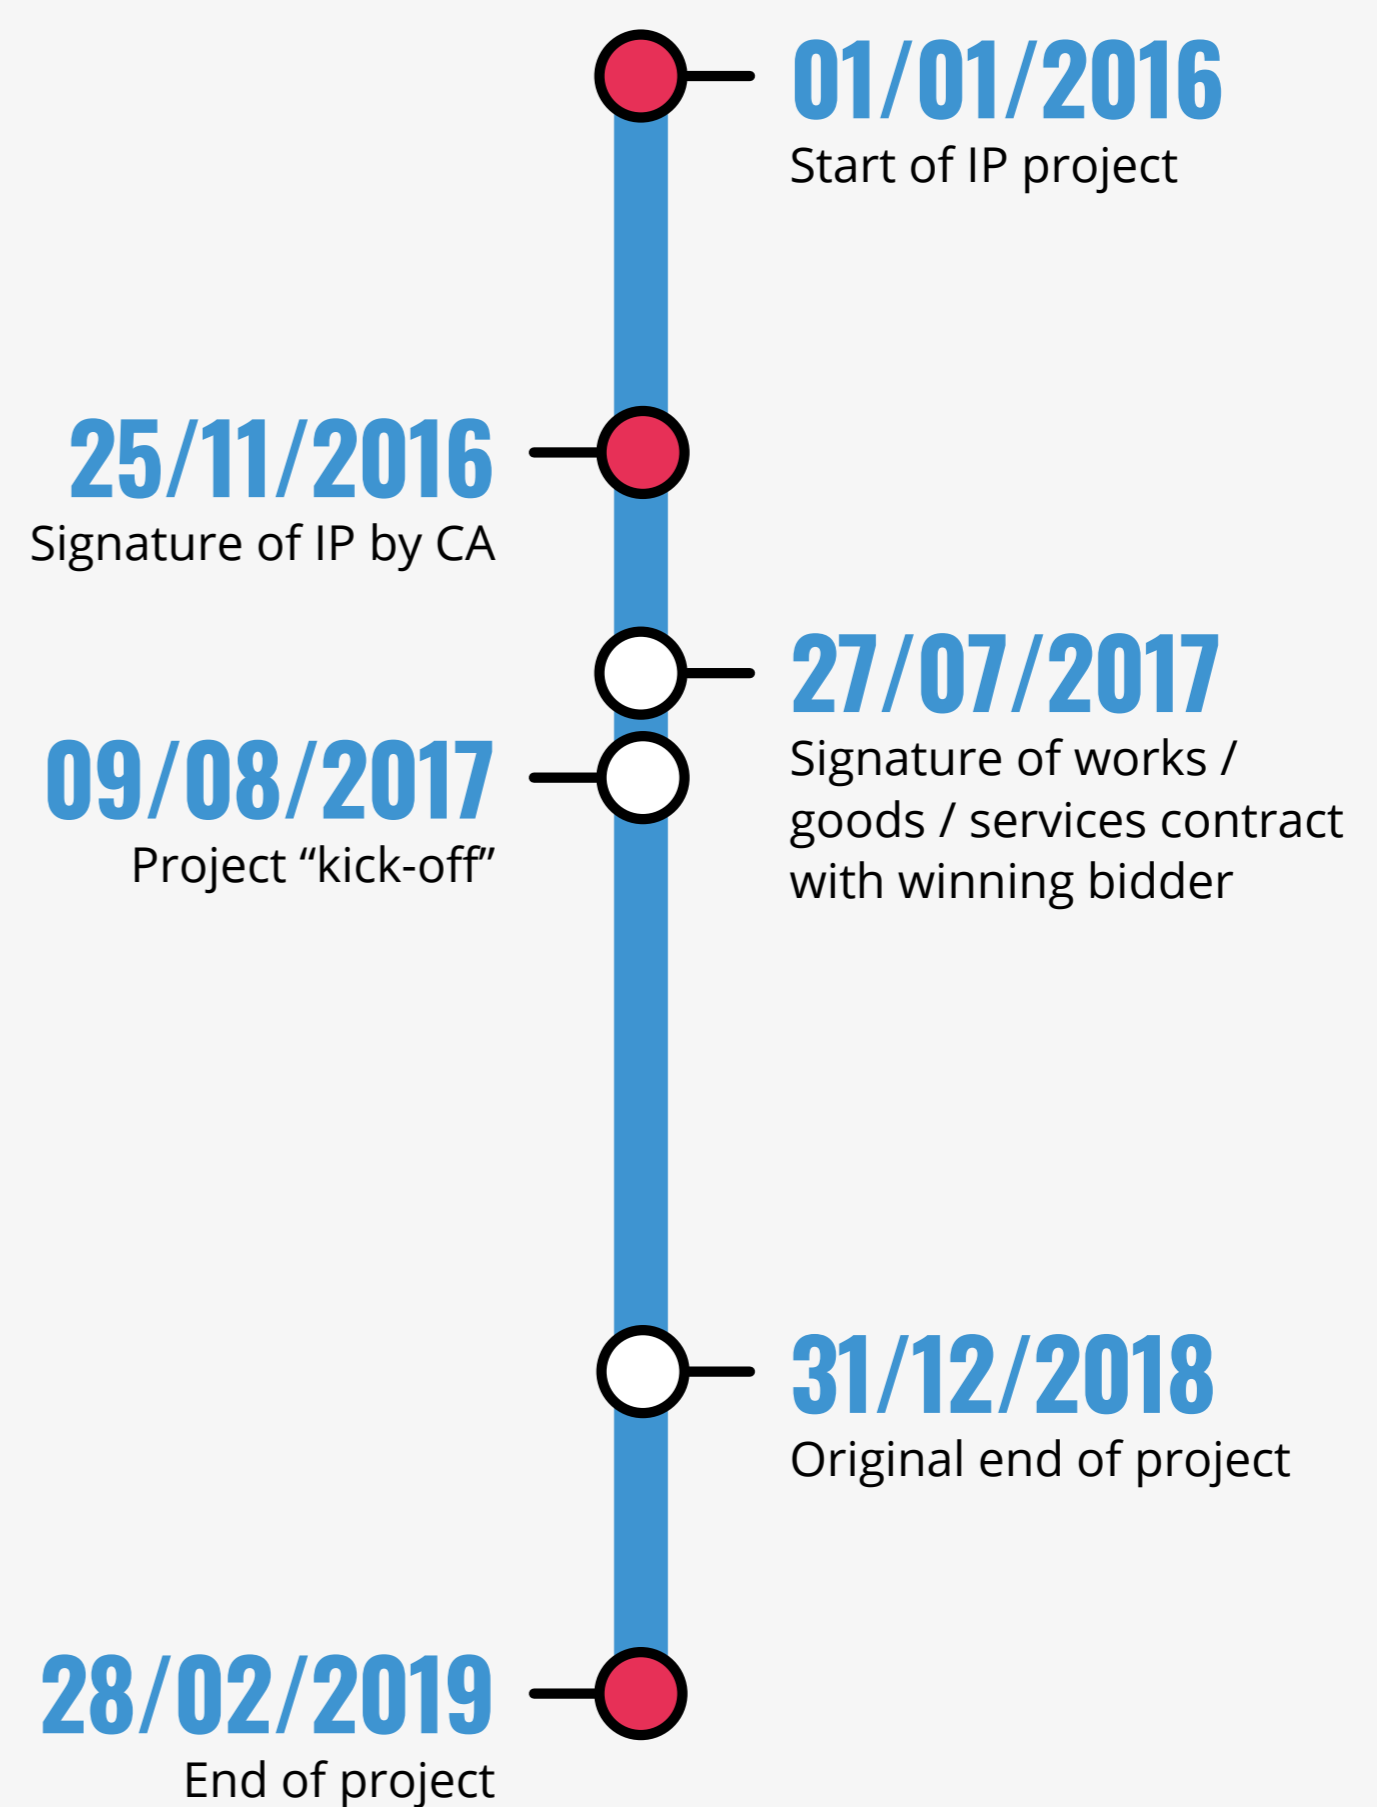 01/01/2016
Start of IP project
25/11/2016
Signature of IP by CA
27/07/2017
Signature of works /
goods / services contract
with winning bidder
09/08/2017
Project “kick-off”
31/12/2018
Original end of project
28/02/2019
End of project